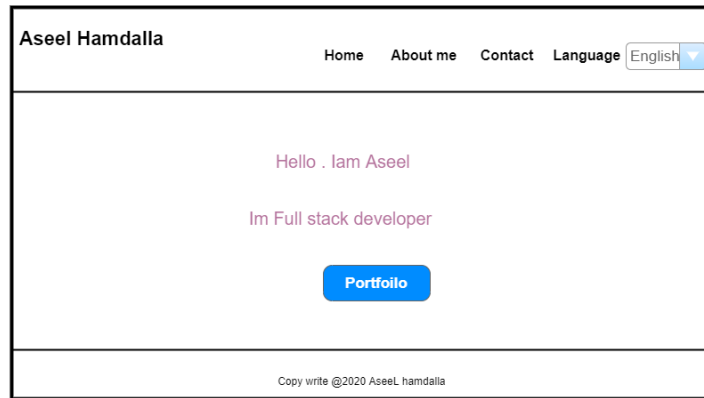 Aseel Hamdalla
Home About me Contact Language English
Hello . Iam Aseel
Im Full stack developer
Portfoilo
Copy write @2020 AseeL hamdalla